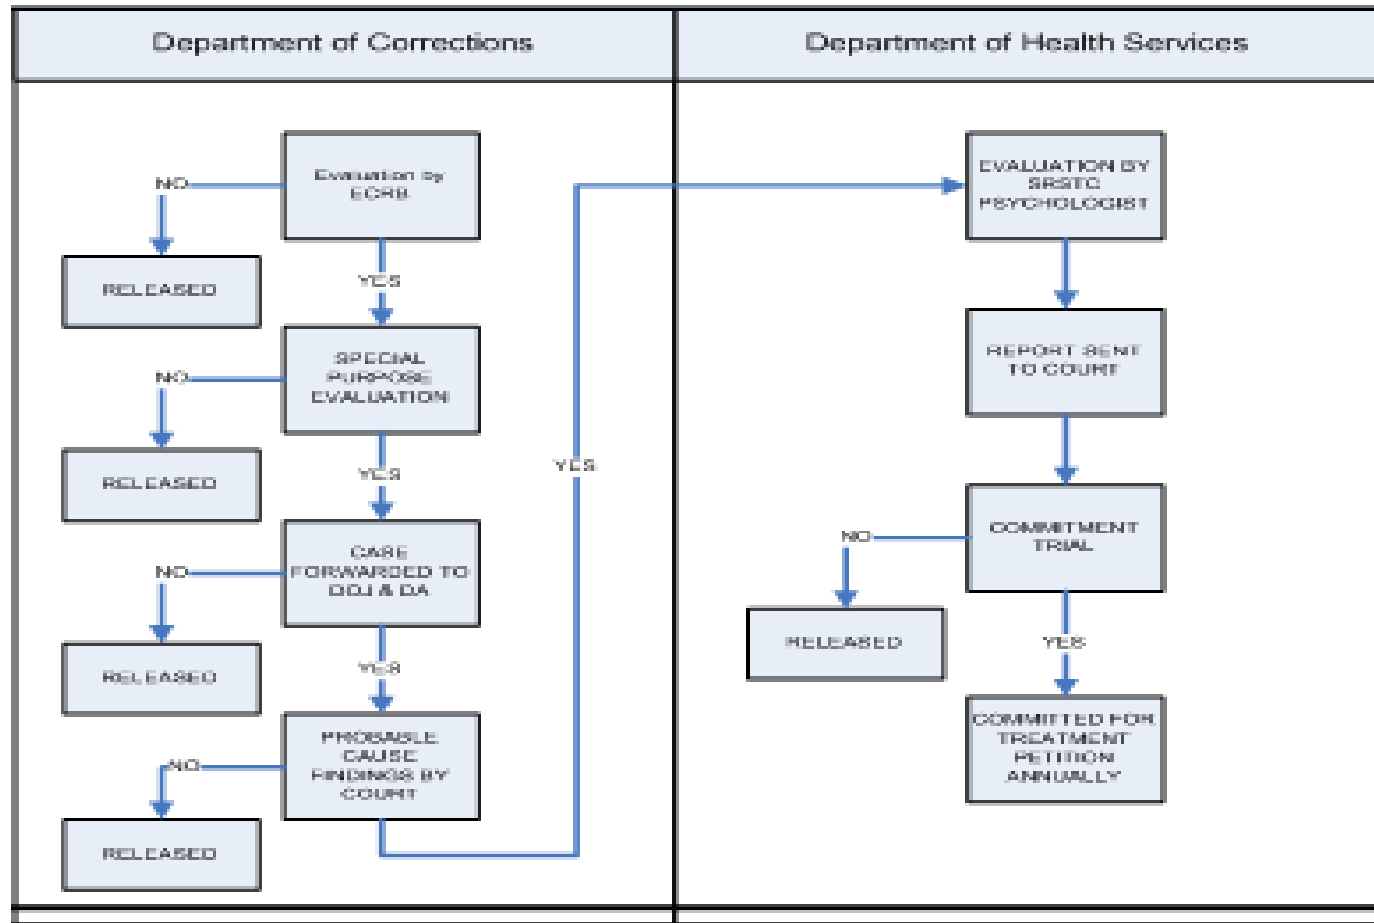 Department of Corrections
Department of Health Services
Evaluation by
ECRB
NO
RELEASED
YES
SPECIAL
PURPOSE
EVALUATION
NO
RELEASED
YES
CASE
FORWARDED TO
DOJ & DA
NO
RELEASED
YES
PROBABLE
CAUSE
FINDINGS BY
COURT
NO
RELEASED
YES
EVALUATION BY
SRSTC
PSYCHOLOGIST
REPORT SENT
TO COURT
COMMITMENT
TRIAL
NO
RELEASED
YES
COMMITTED FOR
TREATMENT
PETITION
ANNUALLY